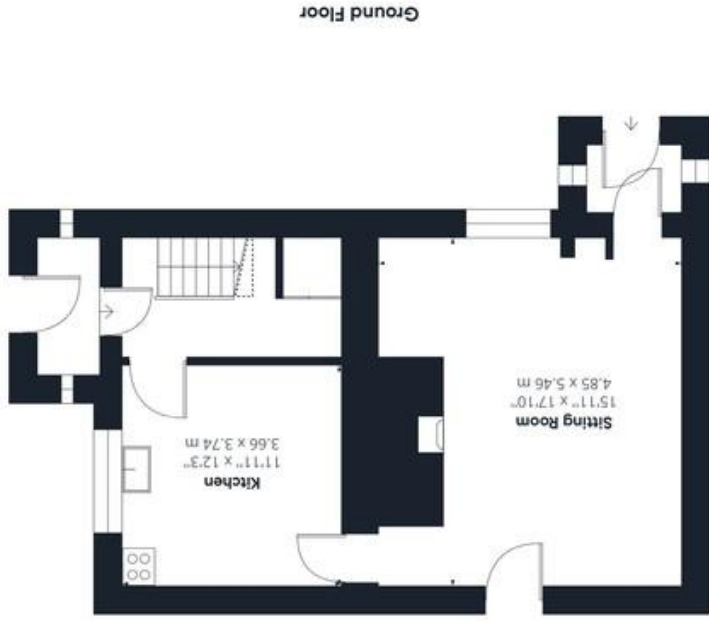 Ground Floor
Sitting Room
15'11" x 17'10"
4.85 x 5.46 m
Kitchen
11'11" x 12'3"
3.66 x 3.74 m